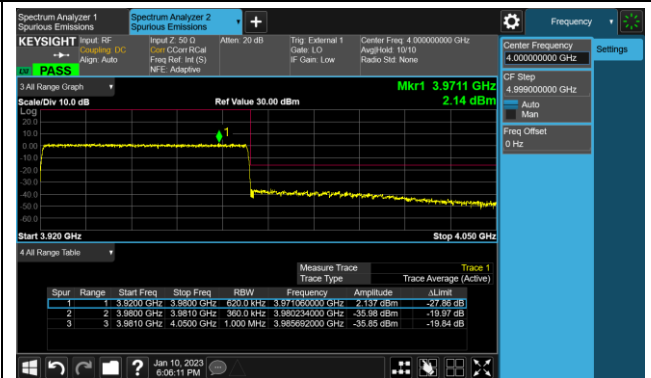 Spectrum Analyzer 1
Spurious Emissions
Spectrum Analyzer 2
Spurious Emissions
+
Frequency
KEYSIGHT
Input: RF
Coupling: DC
Align: Auto
Input Z: 50 Ω
Corr CCorr RCal
Freq Ref: Int (S)
NFE: Adaptive
Atten: 20 dB
Trig: External 1
Gate: LO
IF Gain: Low
Center Freq: 4.000000000 GHz
Avg|Hold: 10/10
Radio Std: None
LXI PASS
Center Frequency
4.000000000 GHz
Settings
CF Step
4.999000000 GHz
Auto
Man
Freq Offset
0 Hz
3 All Range Graph
Mkr1 3.9711 GHz
Scale/Div 10.0 dB
Ref Value 30.00 dBm
2.14 dBm
Log
20.0
10.0
0.00
-10.0
-20.0
-30.0
-40.0
-50.0
-60.0
1
Start 3.920 GHz
Stop 4.050 GHz
4 All Range Table
Measure Trace Trace 1
Trace Type Trace Average (Active)
Spur Range Start Freq Stop Freq RBW Frequency Amplitude ΔLimit
1 1 3.9200 GHz 3.9800 GHz 620.0 kHz 3.971060000 GHz 2.137 dBm -27.86 dB
2 2 3.9800 GHz 3.9810 GHz 360.0 kHz 3.980234000 GHz -35.98 dBm -19.97 dB
3 3 3.9810 GHz 4.0500 GHz 1.000 MHz 3.985692000 GHz -35.85 dBm -19.84 dB
?
Jan 10, 2023
6:06:11 PM